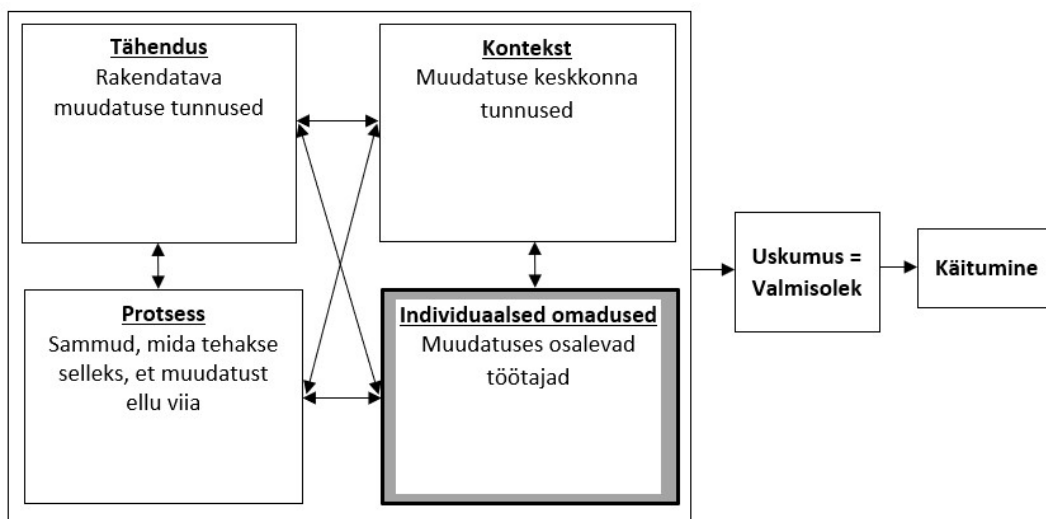 Tähendus
Rakendatava
muudatuse tunnused
Kontekst
Muudatuse keskkonna
tunnused
Protsess
Sammud, mida tehakse
selleks, et muudatust
ellu viia
Individuaalsed omadused
Muudatuses osalevad
töötajad
Uskumus =
Valmisolek
Käitumine